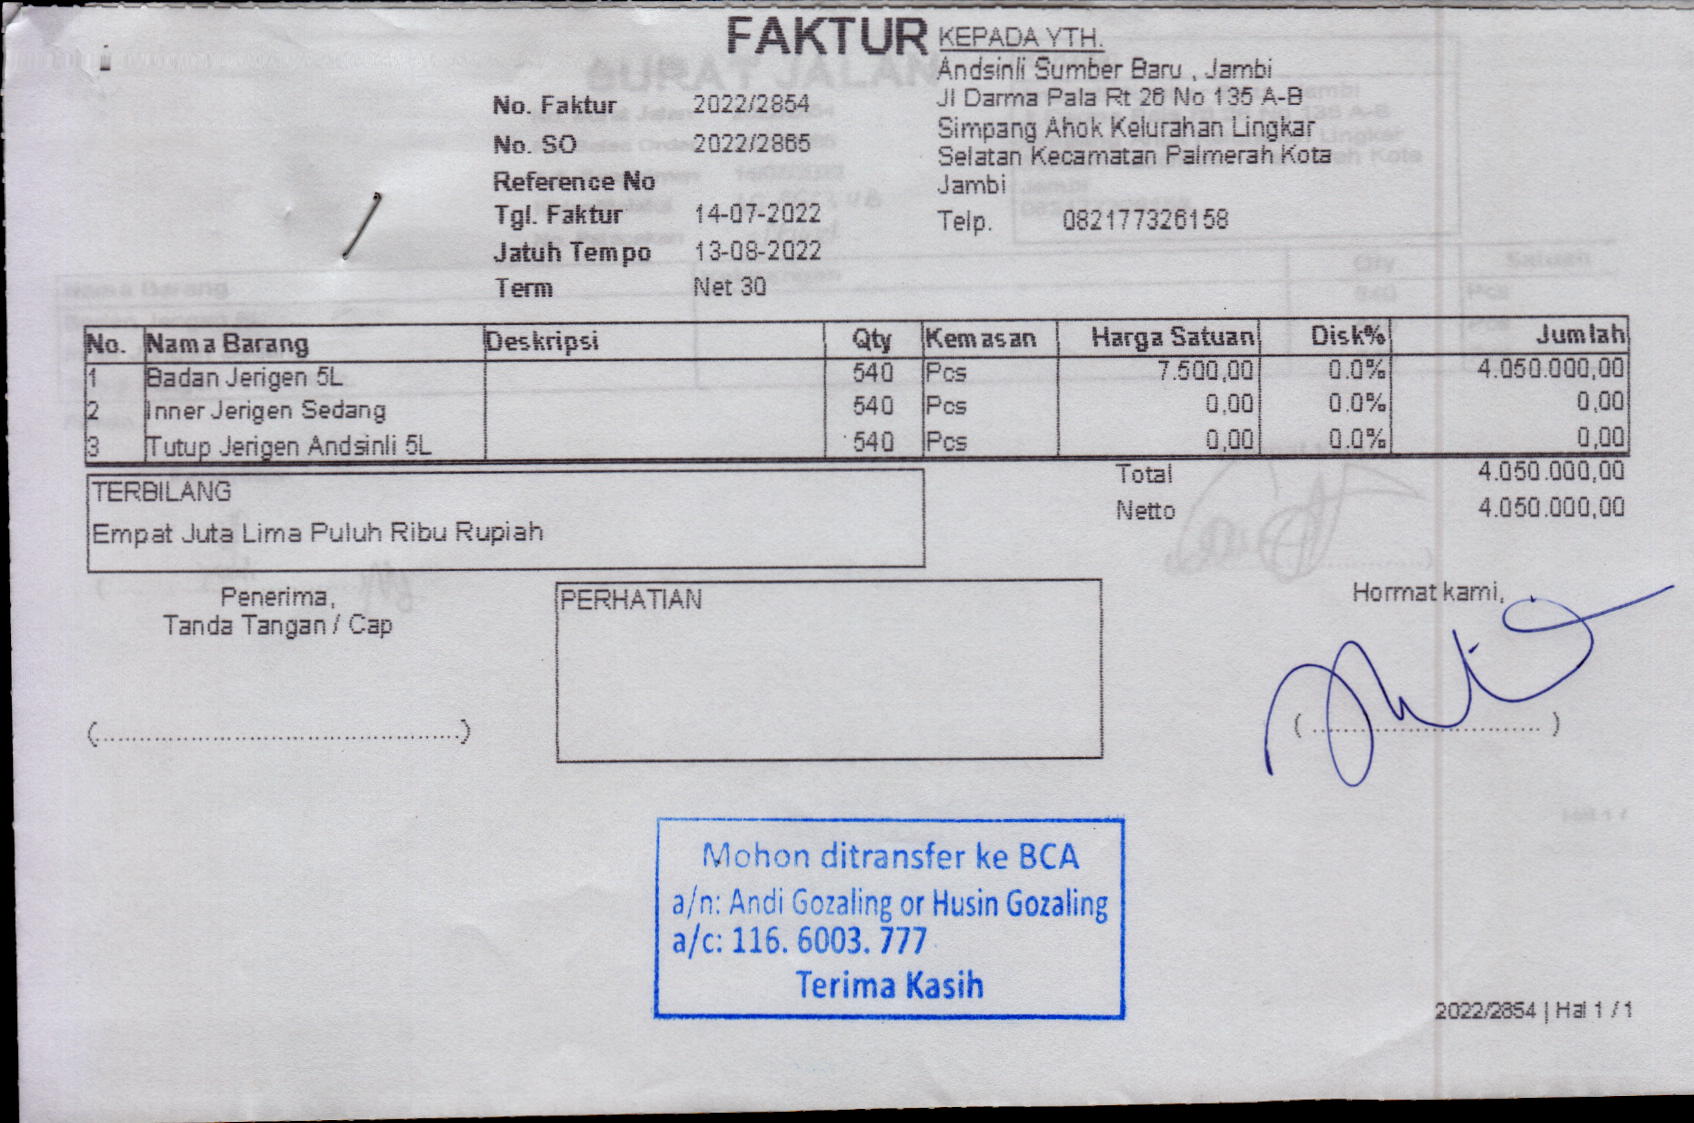 FAKTUR
No. Faktur 2022/2854
No. SO 2022/2865
Reference No
Tgl. Faktur 14-07-2022
Jatuh Tempo 13-08-2022
Term Net 30
KEPADA YTH.
Andsinli Sumber Baru , Jambi
Jl Darma Pala Rt 26 No 135 A-B
Simpang Ahok Kelurahan Lingkar
Selatan Kecamatan Palmerah Kota
Jambi
Telp. 082177326158
No. Nama Barang Deskripsi Qty Kemasan Harga Satuan Disk% Jumlah
1 Badan Jerigen 5L 540 Pcs 7.500,00 0.0% 4.050.000,00
2 Inner Jerigen Sedang 540 Pcs 0,00 0.0% 0,00
3 Tutup Jerigen Andsinli 5L 540 Pcs 0,00 0.0% 0,00
Total 4.050.000,00
Netto 4.050.000,00
TERBILANG
Empat Juta Lima Puluh Ribu Rupiah
Penerima,
Tanda Tangan / Cap
(..............................................)
PERHATIAN
Hormat kami,
( ............................. )
Mohon ditransfer ke BCA
a/n: Andi Gozaling or Husin Gozaling
a/c: 116. 6003. 777
Terima Kasih
2022/2854 | Hal 1 / 1